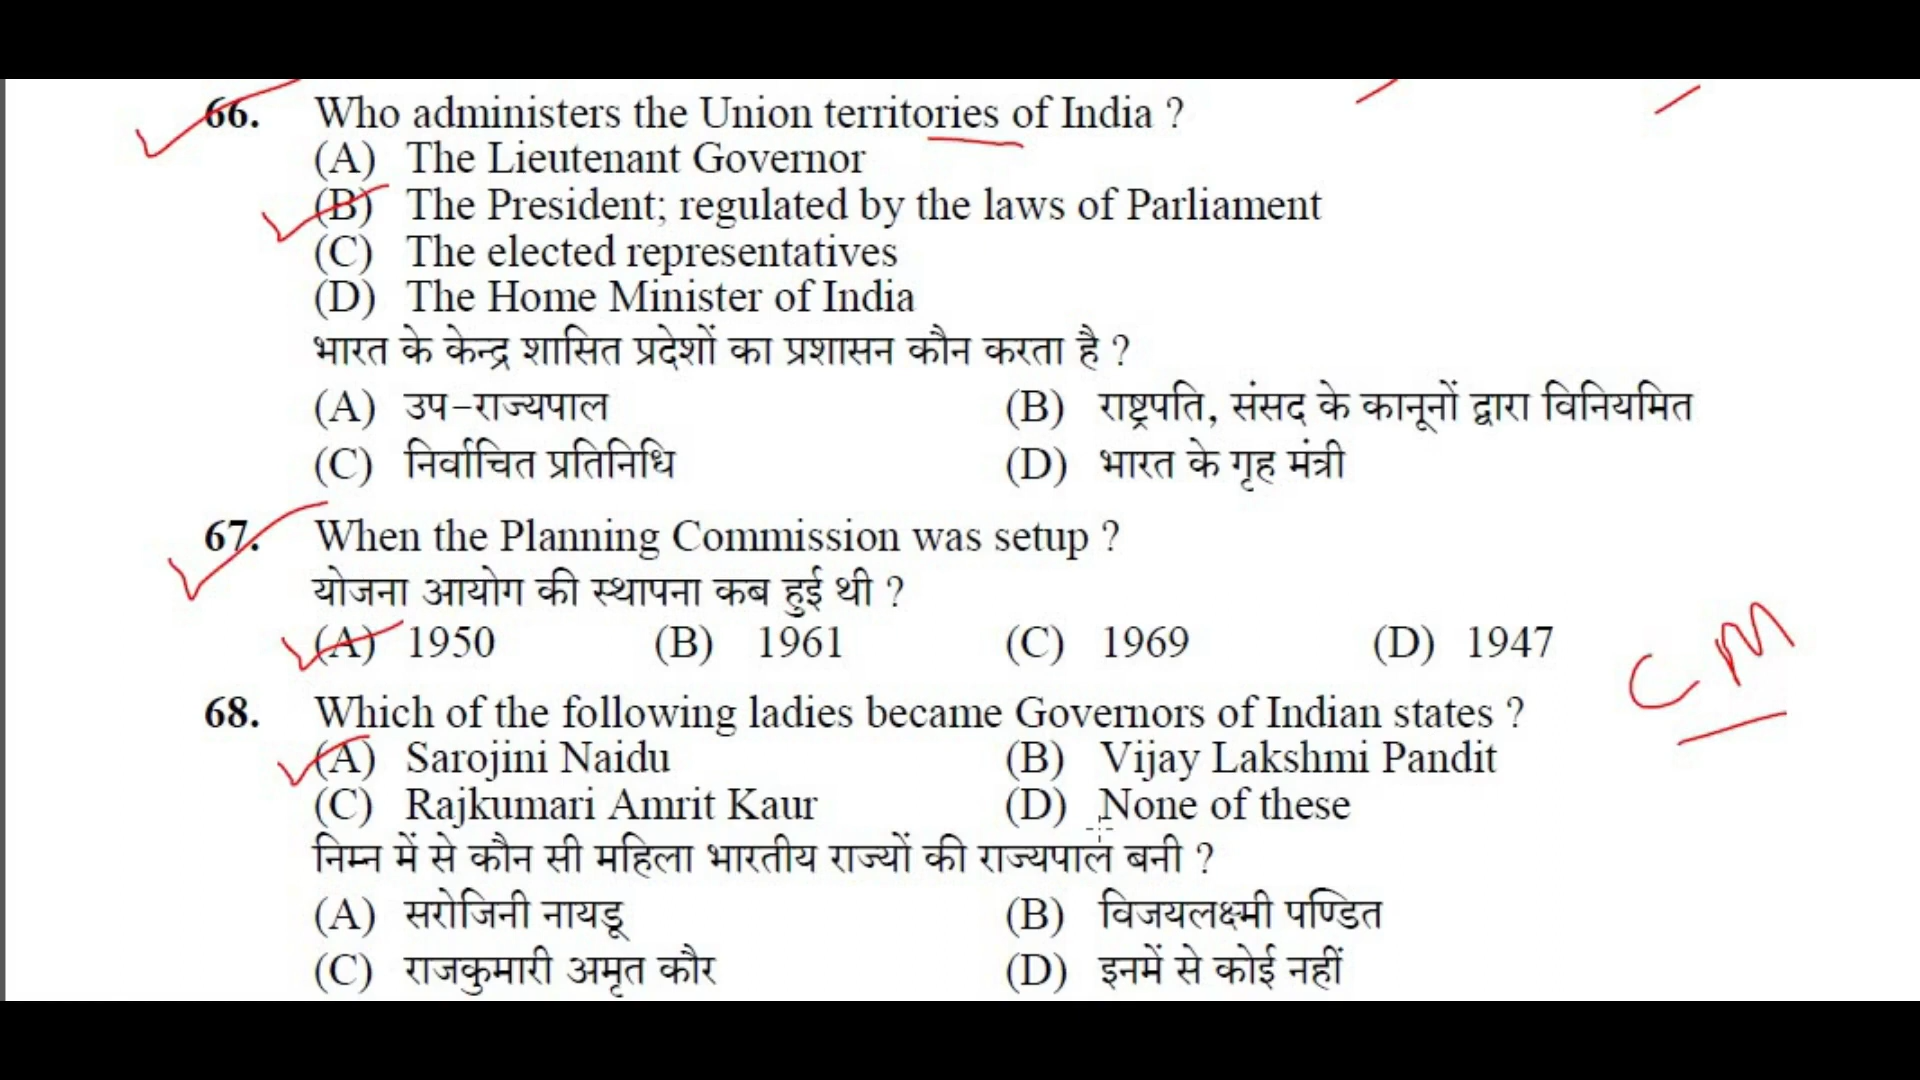 66. Who administers the Union territories of India ?
(A) The Lieutenant Governor
(B) The President; regulated by the laws of Parliament
(C) The elected representatives
(D) The Home Minister of India
भारत के केन्द्र शासित प्रदेशों का प्रशासन कौन करता है ?
(A) उप-राज्यपाल (B) राष्ट्रपति, संसद के कानूनों द्वारा विनियमित
(C) निर्वाचित प्रतिनिधि (D) भारत के गृह मंत्री
67. When the Planning Commission was setup ?
योजना आयोग की स्थापना कब हुई थी ?
(A) 1950 (B) 1961 (C) 1969 (D) 1947
CM
68. Which of the following ladies became Governors of Indian states ?
(A) Sarojini Naidu (B) Vijay Lakshmi Pandit
(C) Rajkumari Amrit Kaur (D) None of these
निम्न में से कौन सी महिला भारतीय राज्यों की राज्यपाल बनी ?
(A) सरोजिनी नायडू (B) विजयलक्ष्मी पण्डित
(C) राजकुमारी अमृत कौर (D) इनमें से कोई नहीं